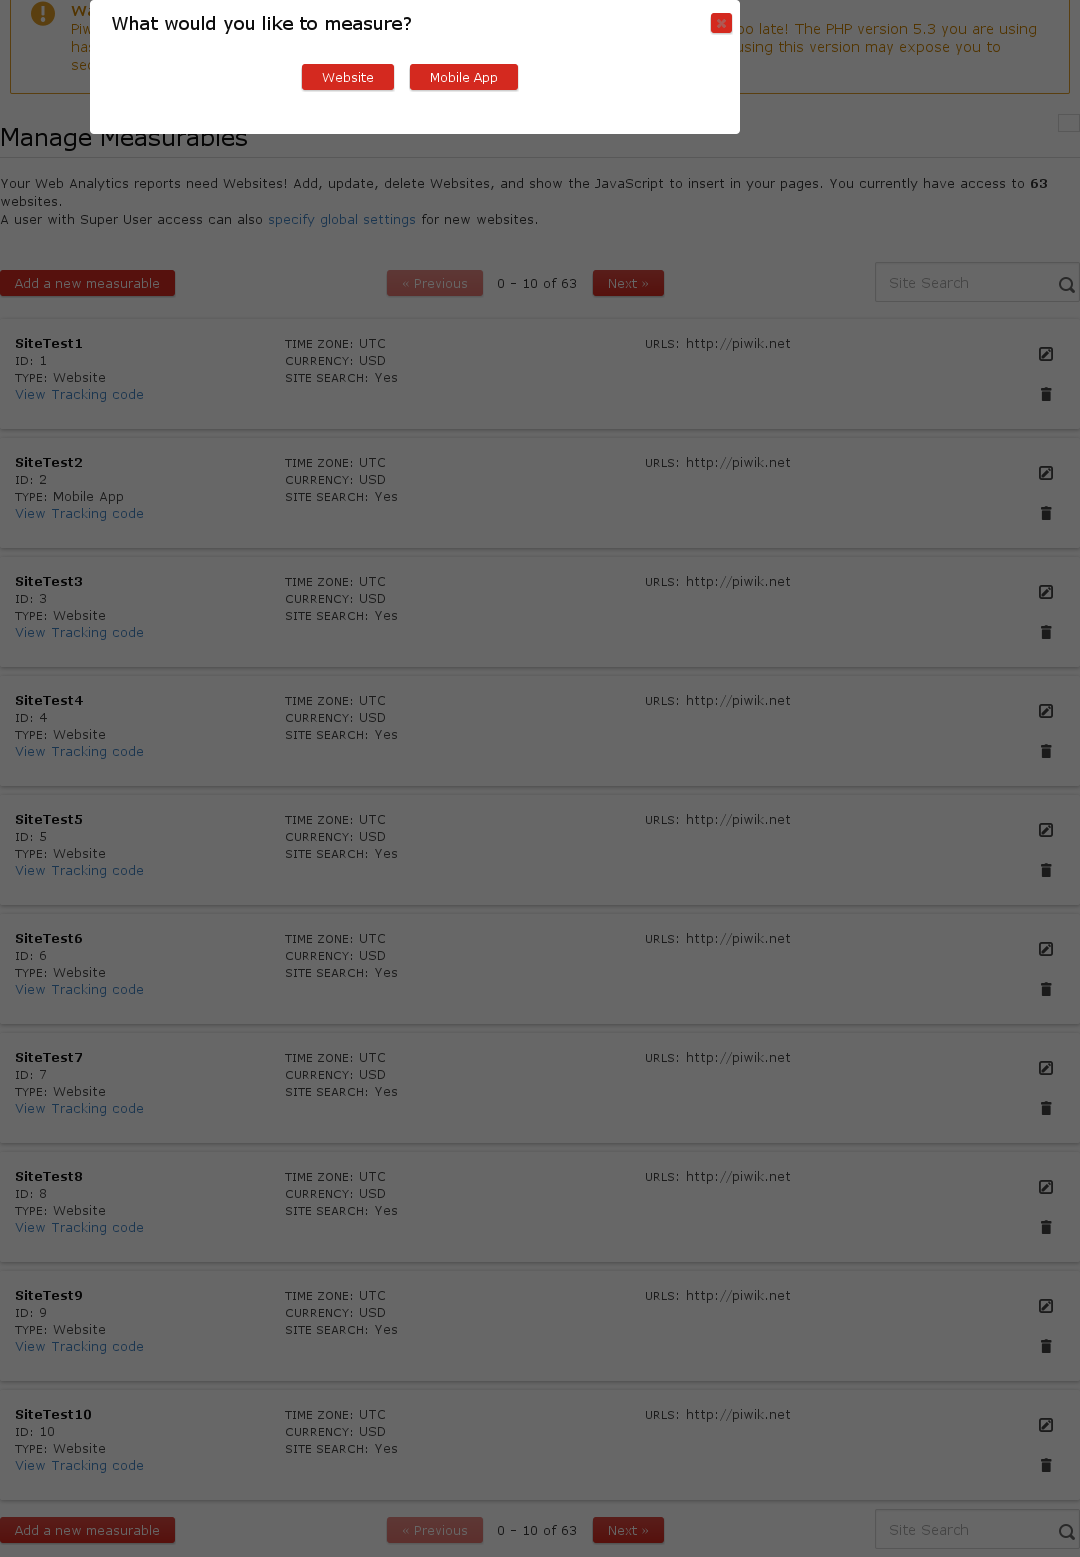 What would you like to measure?
Website Mobile App
Wa
Piw oo late! The PHP version 5.3 you are using
has using this version may expose you to
sec
Manage Measurables
Your Web Analytics reports need Websites! Add, update, delete Websites, and show the JavaScript to insert in your pages. You currently have access to 63
websites.
A user with Super User access can also specify global settings for new websites.
Add a new measurable « Previous 0 – 10 of 63 Next » Site Search
SiteTest1 TIME ZONE: UTC URLS: http://piwik.net
ID: 1 CURRENCY: USD
TYPE: Website SITE SEARCH: Yes
View Tracking code
SiteTest2 TIME ZONE: UTC URLS: http://piwik.net
ID: 2 CURRENCY: USD
TYPE: Mobile App SITE SEARCH: Yes
View Tracking code
SiteTest3 TIME ZONE: UTC URLS: http://piwik.net
ID: 3 CURRENCY: USD
TYPE: Website SITE SEARCH: Yes
View Tracking code
SiteTest4 TIME ZONE: UTC URLS: http://piwik.net
ID: 4 CURRENCY: USD
TYPE: Website SITE SEARCH: Yes
View Tracking code
SiteTest5 TIME ZONE: UTC URLS: http://piwik.net
ID: 5 CURRENCY: USD
TYPE: Website SITE SEARCH: Yes
View Tracking code
SiteTest6 TIME ZONE: UTC URLS: http://piwik.net
ID: 6 CURRENCY: USD
TYPE: Website SITE SEARCH: Yes
View Tracking code
SiteTest7 TIME ZONE: UTC URLS: http://piwik.net
ID: 7 CURRENCY: USD
TYPE: Website SITE SEARCH: Yes
View Tracking code
SiteTest8 TIME ZONE: UTC URLS: http://piwik.net
ID: 8 CURRENCY: USD
TYPE: Website SITE SEARCH: Yes
View Tracking code
SiteTest9 TIME ZONE: UTC URLS: http://piwik.net
ID: 9 CURRENCY: USD
TYPE: Website SITE SEARCH: Yes
View Tracking code
SiteTest10 TIME ZONE: UTC URLS: http://piwik.net
ID: 10 CURRENCY: USD
TYPE: Website SITE SEARCH: Yes
View Tracking code
Add a new measurable « Previous 0 – 10 of 63 Next » Site Search